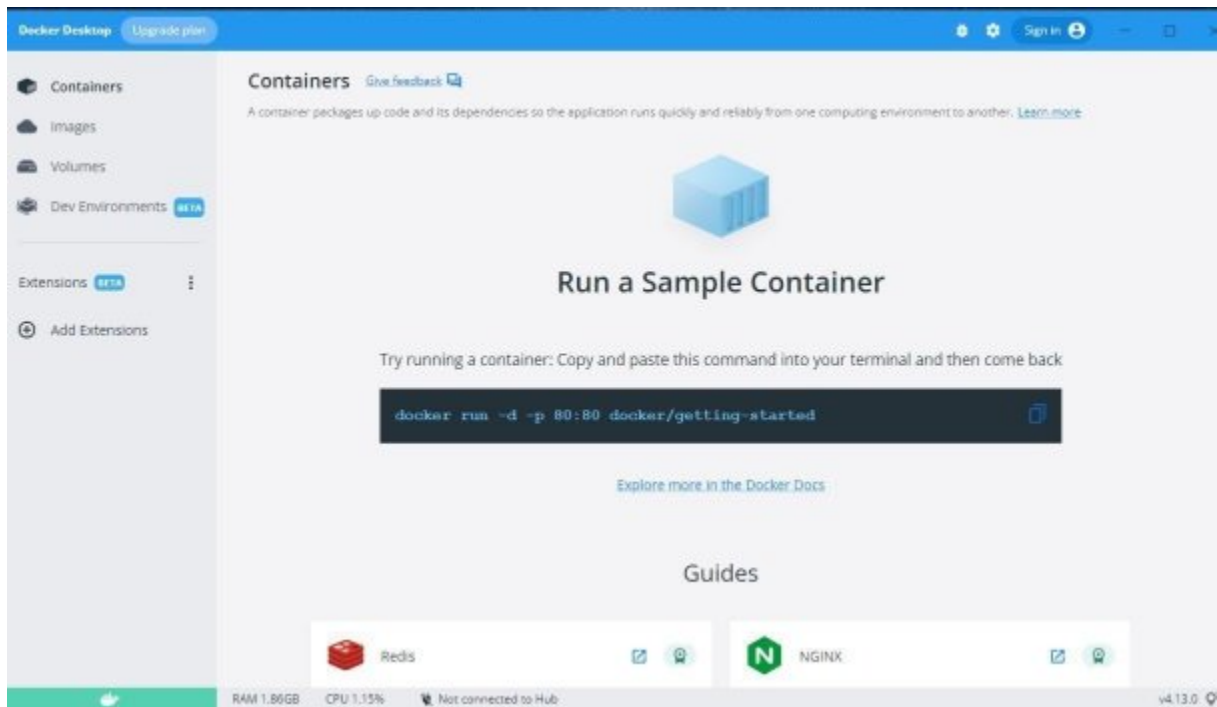 Docker Desktop Upgrade plan Sign in
Containers
Images
Volumes
Dev Environments BETA
Extensions BETA
Add Extensions
Containers Give feedback
A container packages up code and its dependencies so the application runs quickly and reliably from one computing environment to another. Learn more
Run a Sample Container
Try running a container: Copy and paste this command into your terminal and then come back
docker run -d -p 80:80 docker/getting-started
Explore more in the Docker Docs
Guides
Redis
N NGINX
RAM 1.86GB CPU 1.15% Not connected to Hub v4.13.0